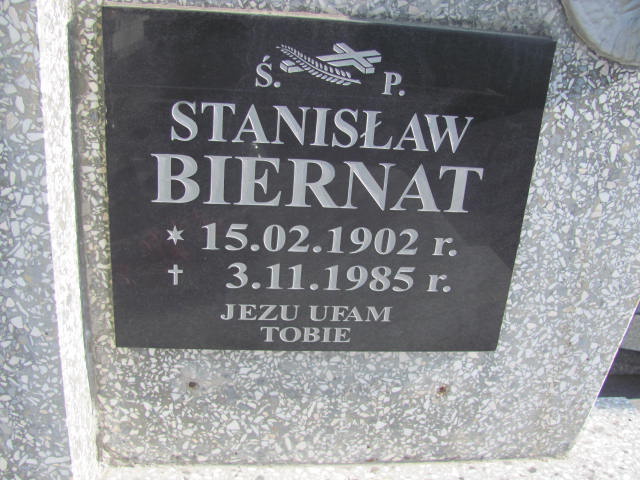 Ś. P.
STANISŁAW
BIERNAT
* 15.02.1902 r.
† 3.11.1985 r.
JEZU UFAM
TOBIE